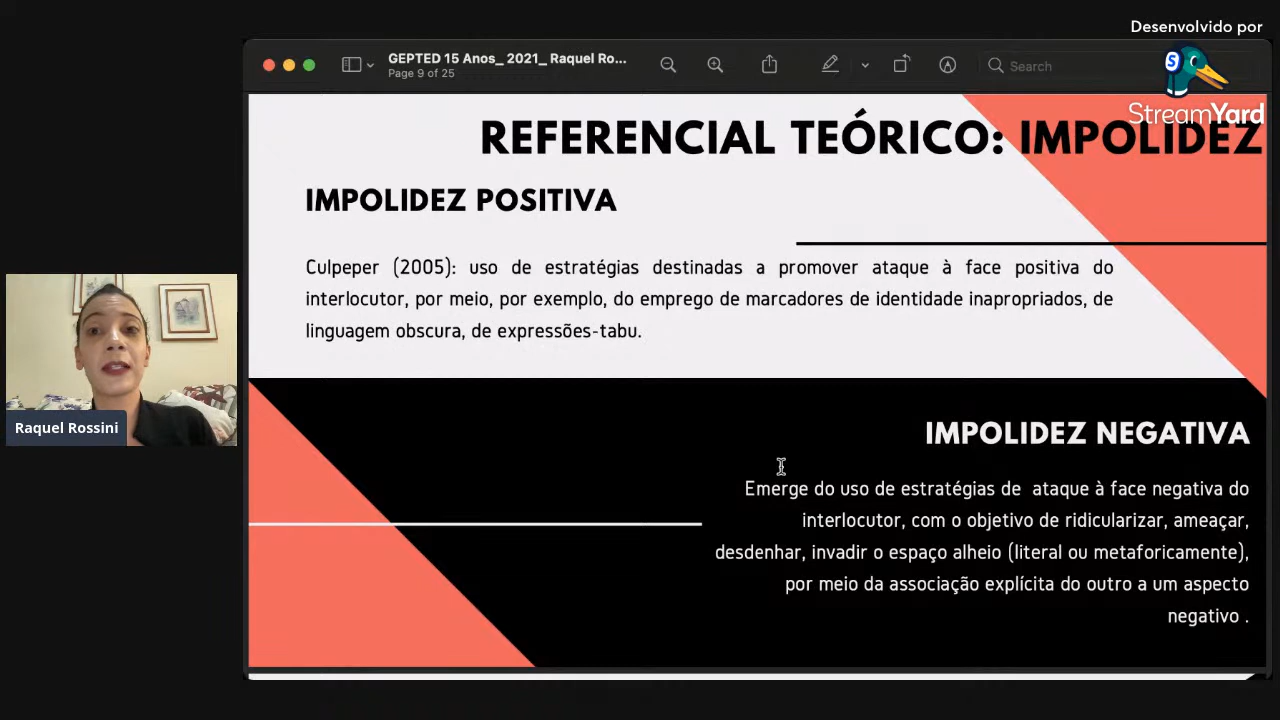 Desenvolvido por
StreamYard
GEPTED 15 Anos_ 2021_ Raquel Ro...
Page 9 of 25
Search
REFERENCIAL TEÓRICO: IMPOLIDEZ
IMPOLIDEZ POSITIVA
Culpeper (2005): uso de estratégias destinadas a promover ataque à face positiva do
interlocutor, por meio, por exemplo, do emprego de marcadores de identidade inapropriados, de
linguagem obscura, de expressões-tabu.
Raquel Rossini
IMPOLIDEZ NEGATIVA
Emerge do uso de estratégias de ataque à face negativa do
interlocutor, com o objetivo de ridicularizar, ameaçar,
desdenhar, invadir o espaço alheio (literal ou metaforicamente),
por meio da associação explícita do outro a um aspecto
negativo .